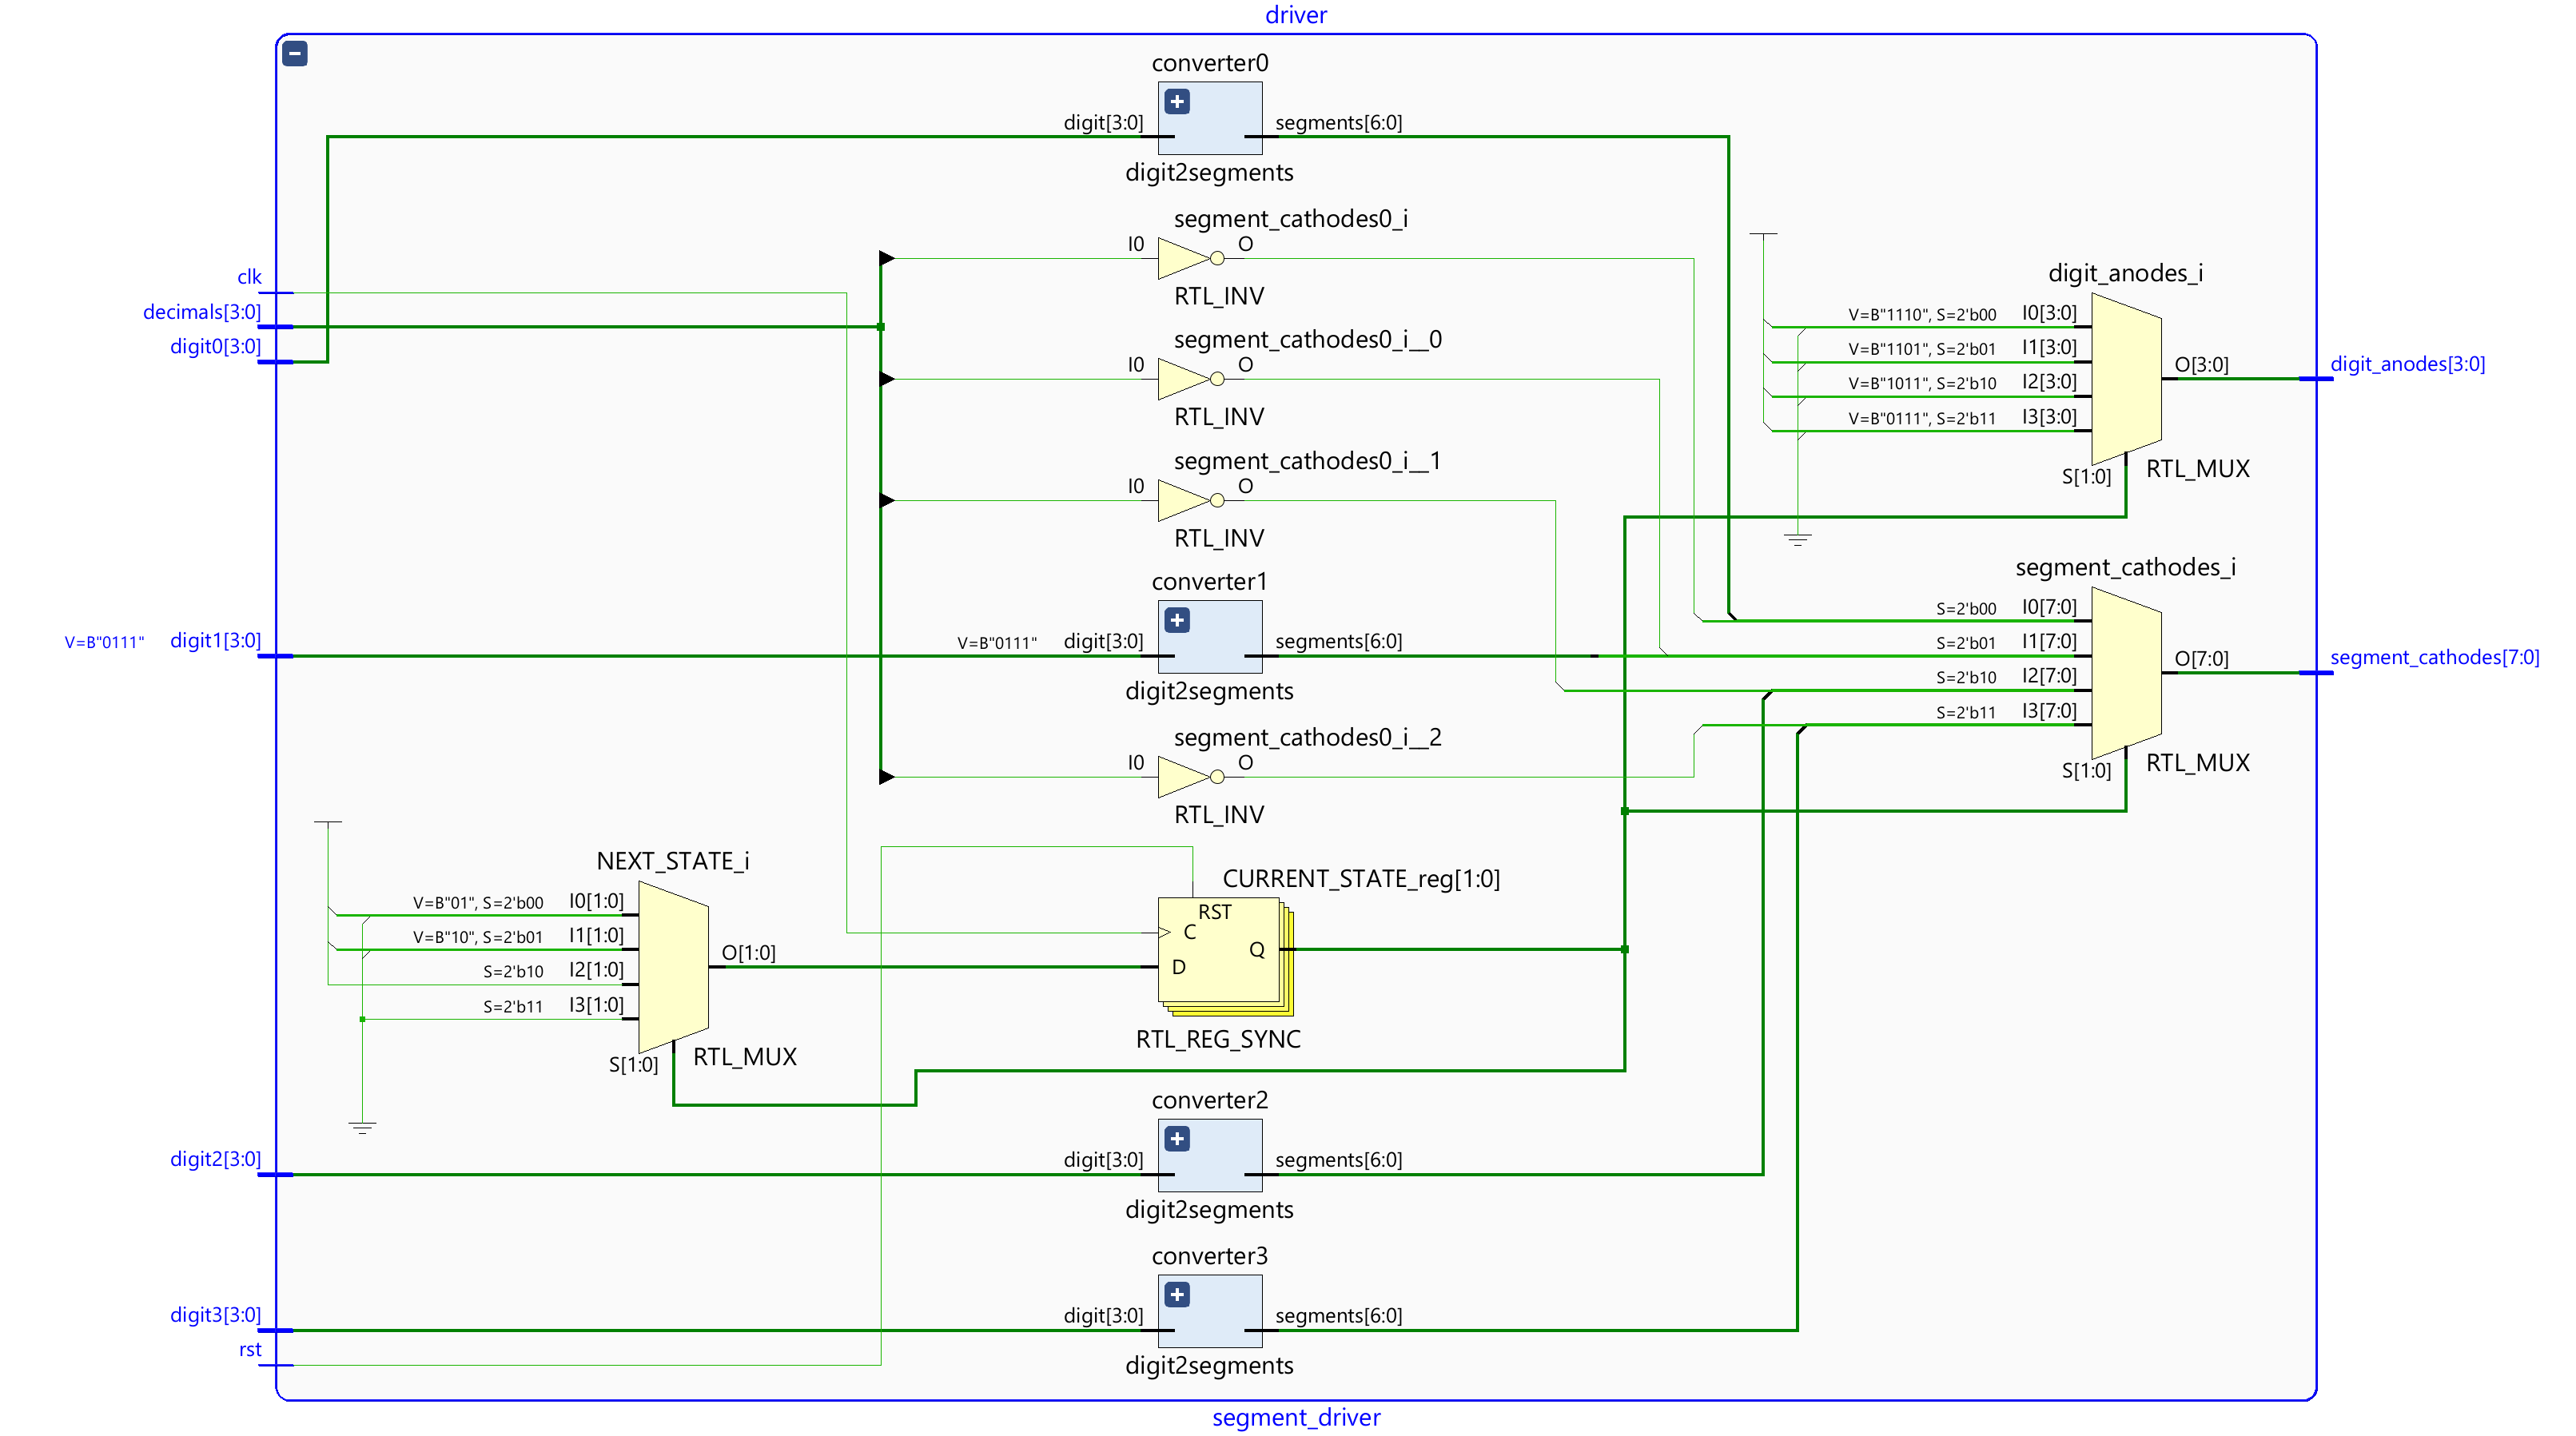 driver
converter0
digit[3:0]
segments[6:0]
digit2segments
segment_cathodes0_i
I0
O
RTL_INV
clk
decimals[3:0]
digit0[3:0]
segment_cathodes0_i__0
I0
O
RTL_INV
segment_cathodes0_i__1
I0
O
RTL_INV
digit_anodes_i
V=B"1110", S=2'b00 I0[3:0]
V=B"1101", S=2'b01 I1[3:0]
V=B"1011", S=2'b10 I2[3:0]
V=B"0111", S=2'b11 I3[3:0]
O[3:0]
digit_anodes[3:0]
S[1:0]
RTL_MUX
converter1
V=B"0111" digit1[3:0]
V=B"0111" digit[3:0]
segments[6:0]
digit2segments
segment_cathodes_i
S=2'b00 I0[7:0]
S=2'b01 I1[7:0]
S=2'b10 I2[7:0]
S=2'b11 I3[7:0]
O[7:0]
segment_cathodes[7:0]
S[1:0]
RTL_MUX
segment_cathodes0_i__2
I0
O
RTL_INV
NEXT_STATE_i
V=B"01", S=2'b00 I0[1:0]
V=B"10", S=2'b01 I1[1:0]
S=2'b10 I2[1:0]
S=2'b11 I3[1:0]
O[1:0]
S[1:0]
RTL_MUX
CURRENT_STATE_reg[1:0]
RST
C
Q
D
RTL_REG_SYNC
converter2
digit2[3:0]
digit[3:0]
segments[6:0]
digit2segments
converter3
digit3[3:0]
digit[3:0]
segments[6:0]
rst
digit2segments
segment_driver